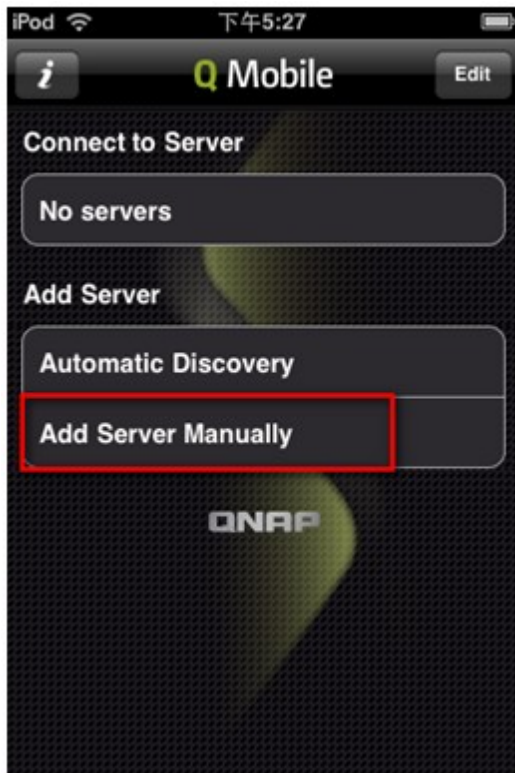 iPod 下午5:27
i Q Mobile Edit
Connect to Server
No servers
Add Server
Automatic Discovery
Add Server Manually
QNAP